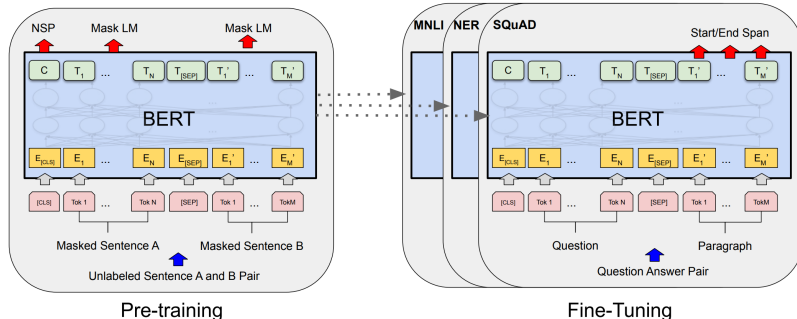 NSP Mask LM Mask LM
C T1 ... TN T[SEP] T1' ... TM'
BERT
E[CLS] E1 ... EN E[SEP] E1' ... EM'
[CLS] Tok 1 ... Tok N [SEP] Tok 1 ... TokM
Masked Sentence A Masked Sentence B
Unlabeled Sentence A and B Pair
Pre-training
MNLI NER SQuAD
Start/End Span
C T1 ... TN T[SEP] T1' ... TM'
BERT
E[CLS] E1 ... EN E[SEP] E1' ... EM'
[CLS] Tok 1 ... Tok N [SEP] Tok 1 ... TokM
Question Paragraph
Question Answer Pair
Fine-Tuning